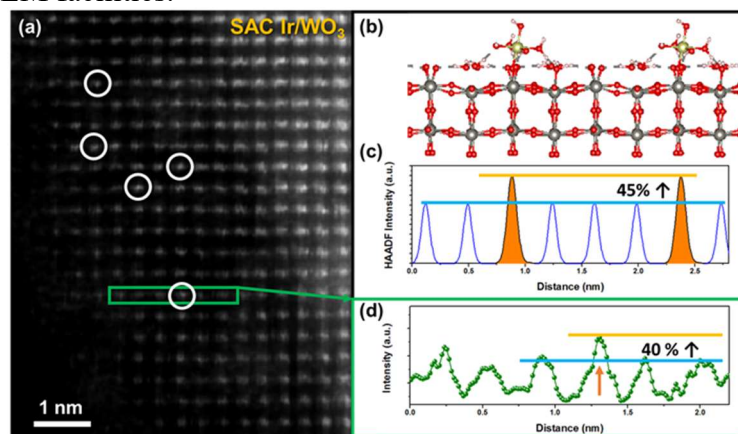 facilities.
(a) SAC Ir/WO₃
1 nm
(b)
(c)
45% ↑
HAADF Intensity (a.u.)
0.0 0.5 1.0 1.5 2.0 2.5
Distance (nm)
(d)
40 % ↑
Intensity (a.u.)
0.0 0.5 1.0 1.5 2.0
Distance (nm)